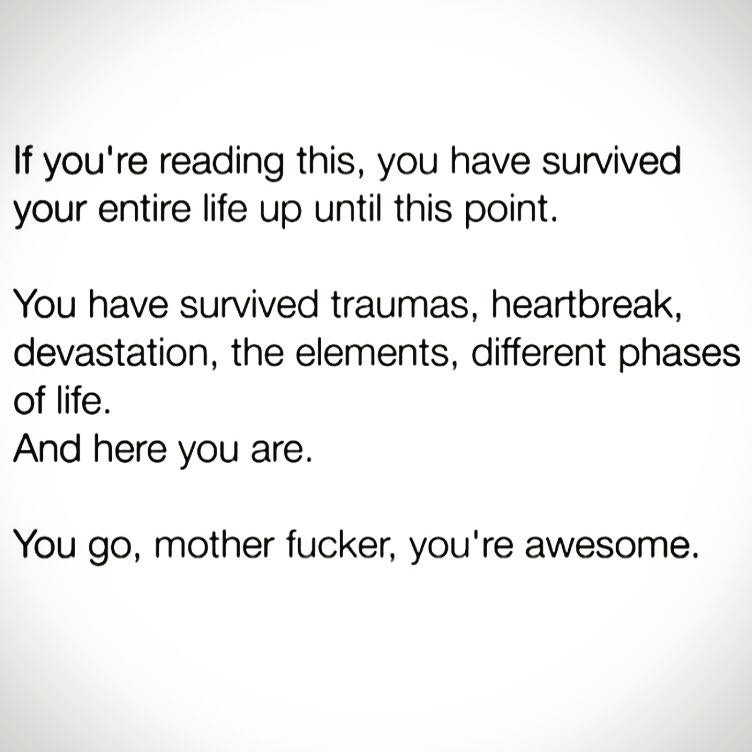 If you're reading this, you have survived
your entire life up until this point.
You have survived traumas, heartbreak,
devastation, the elements, different phases
of life.
And here you are.
You go, mother fucker, you're awesome.